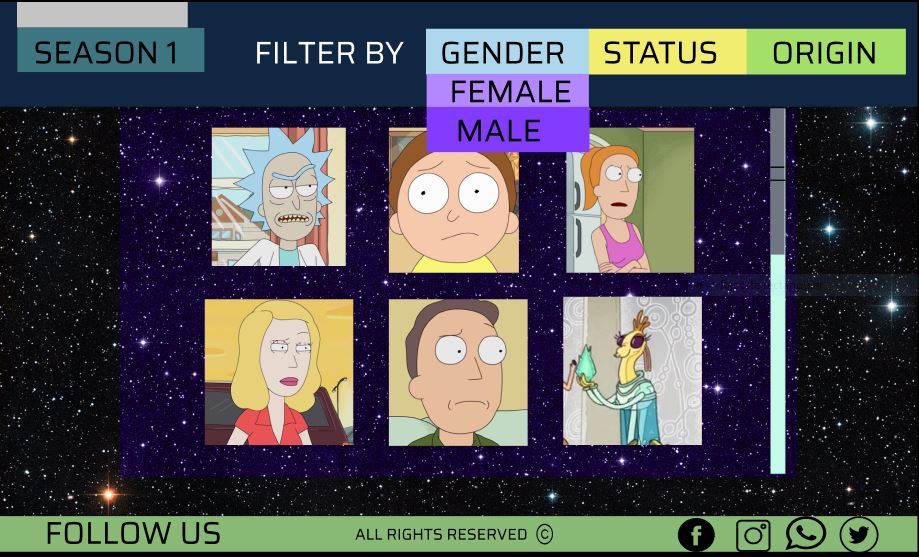 SEASON 1
FILTER BY
GENDER
STATUS
ORIGIN
FEMALE
MALE
FOLLOW US
ALL RIGHTS RESERVED ©